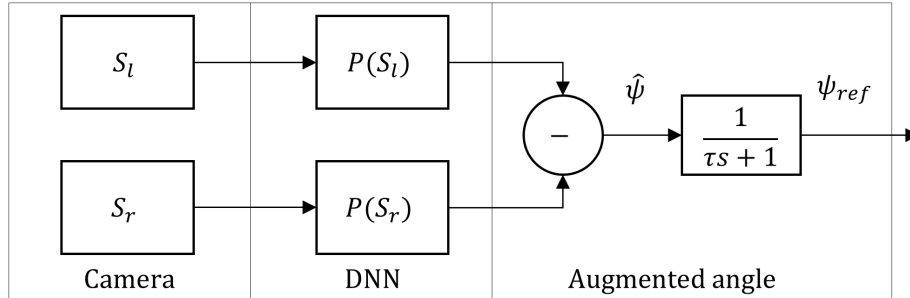 S_l
P(S_l)
−
ψ̂
1
τs + 1
ψ_ref
S_r
P(S_r)
Camera
DNN
Augmented angle